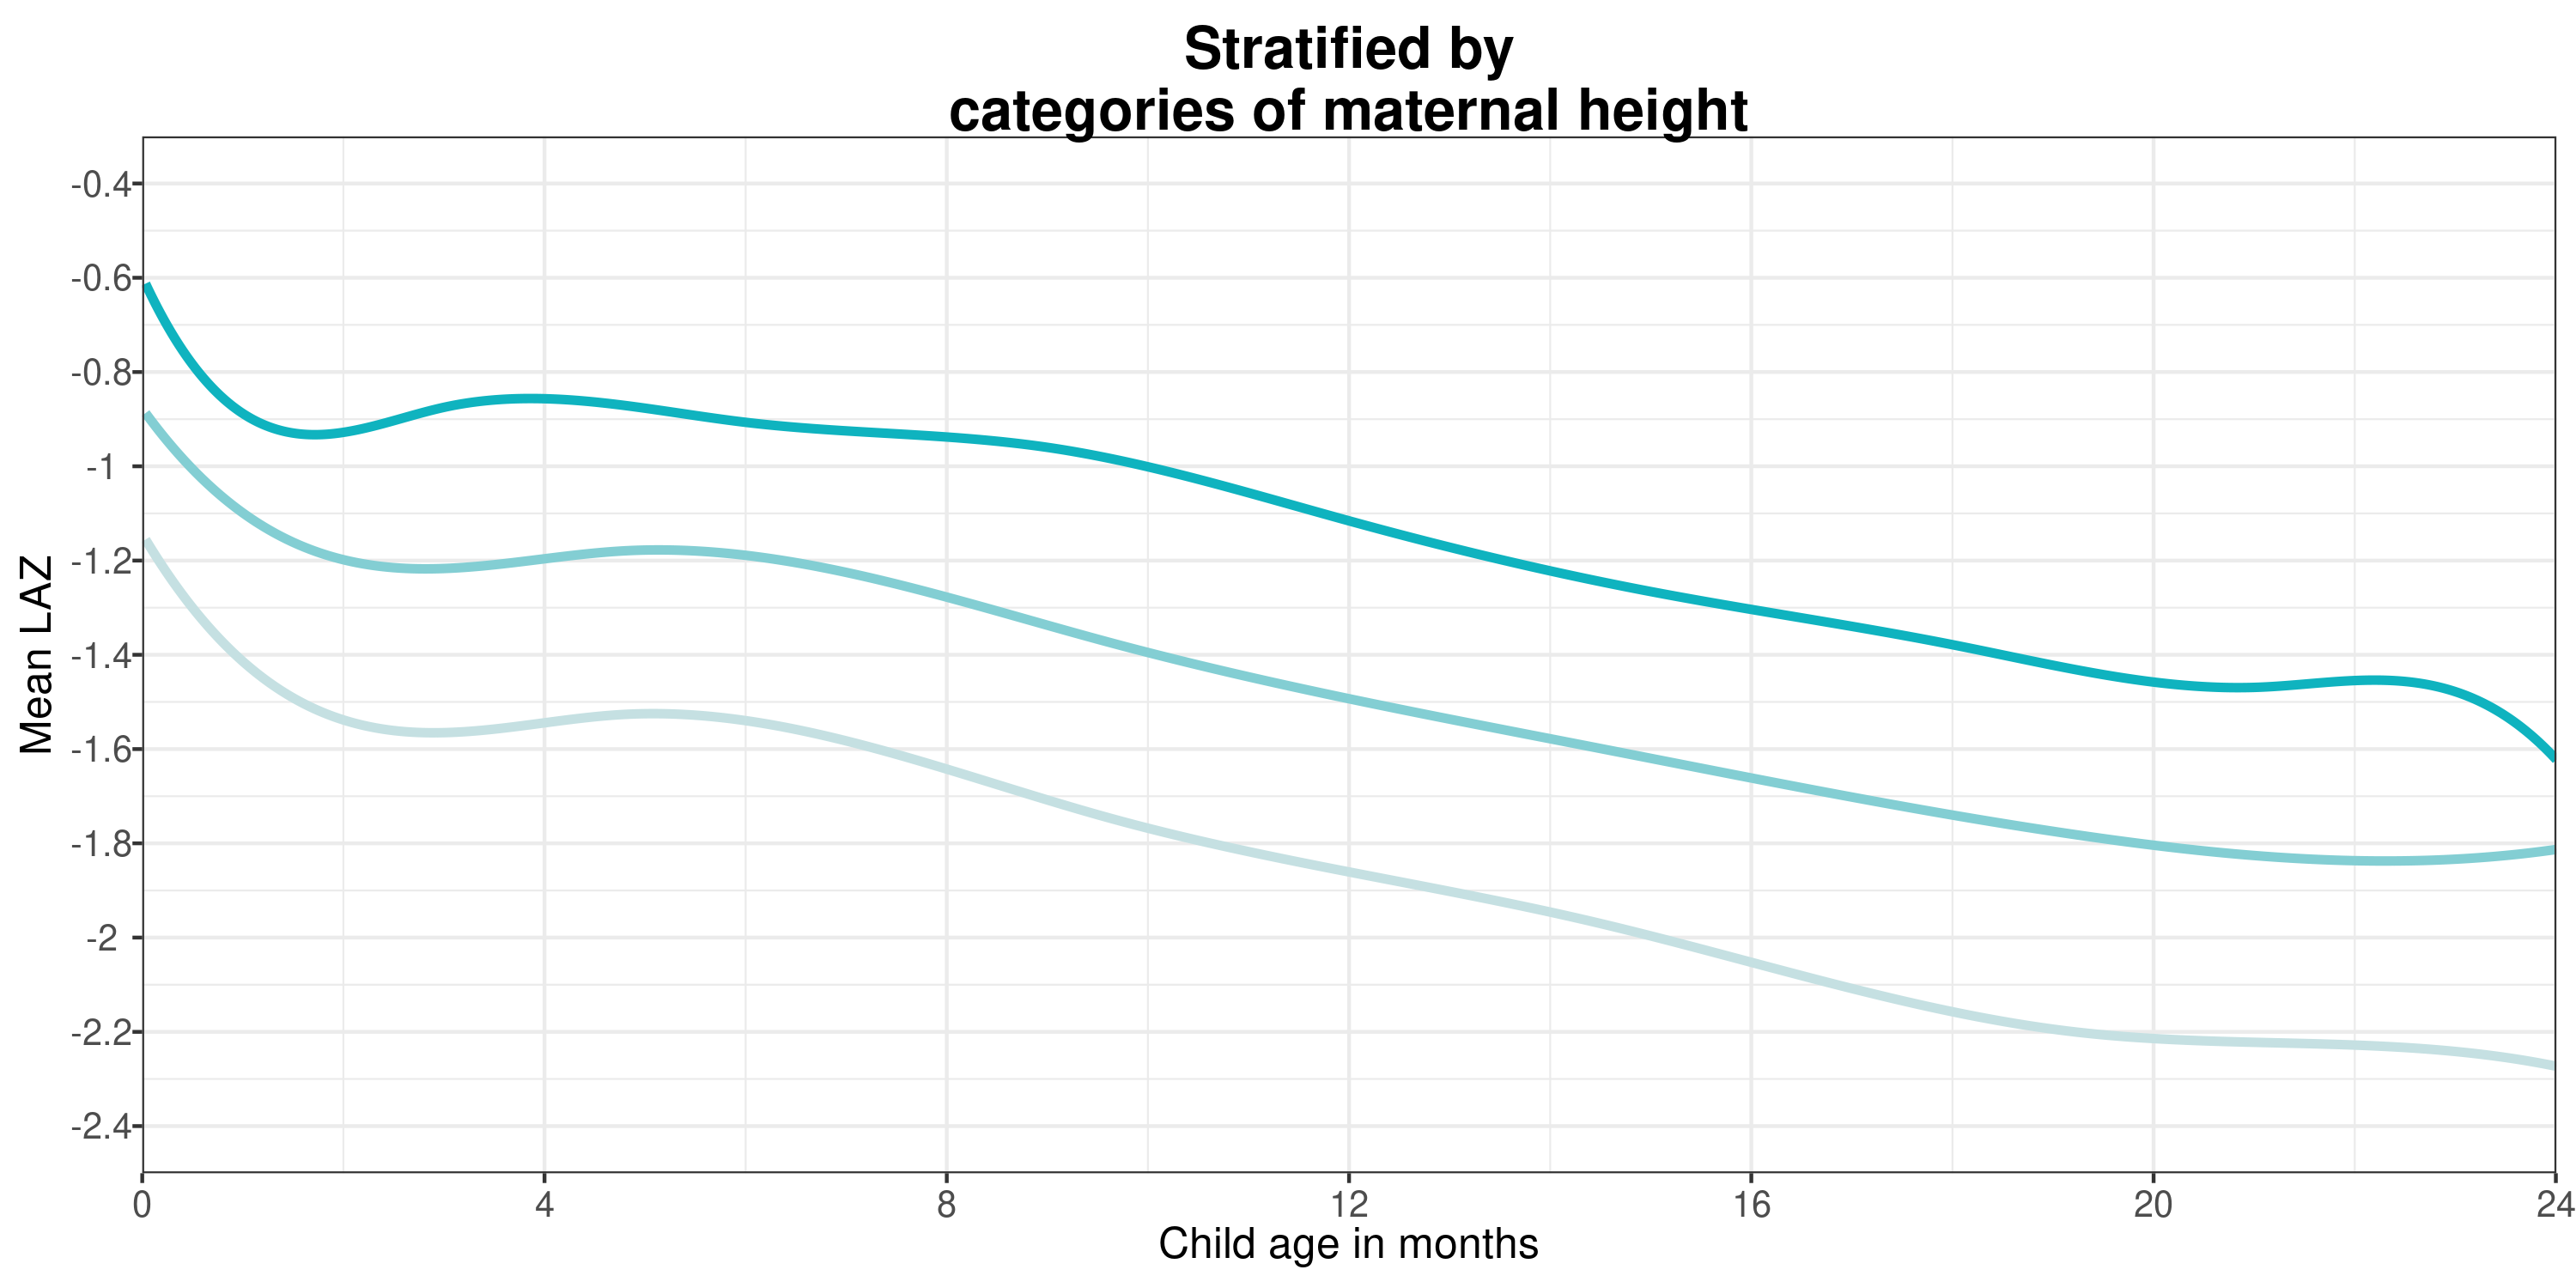 Stratified by
categories of maternal height
Mean LAZ
-0.4
-0.6
-0.8
-1
-1.2
-1.4
-1.6
-1.8
-2
-2.2
-2.4
0 4 8 12 16 20 24
Child age in months